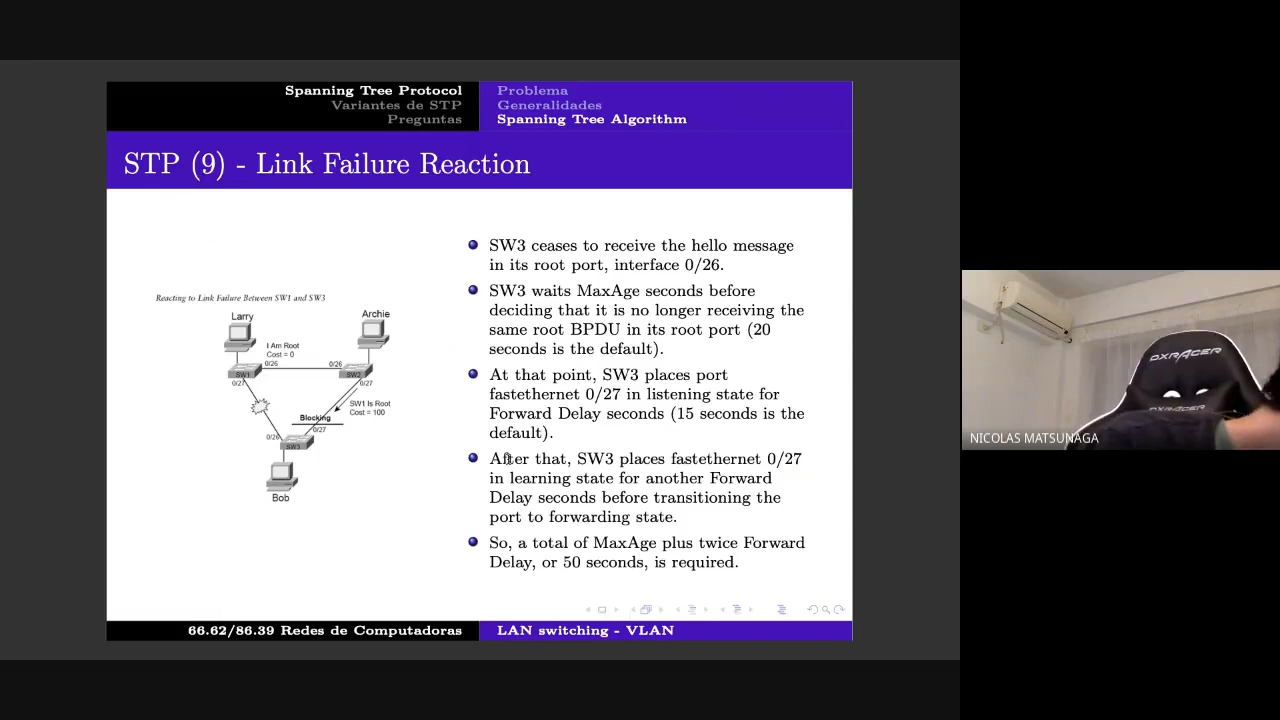 Spanning Tree Protocol
Variantes de STP
Preguntas
Problema
Generalidades
Spanning Tree Algorithm
STP (9) - Link Failure Reaction
Reacting to Link Failure Between SW1 and SW3
Larry
Archie
I Am Root
Cost = 0
0/26
0/26
SW1
SW2
0/27
0/27
SW1 Is Root
Cost = 100
Blocking
0/27
0/26
SW3
Bob
SW3 ceases to receive the hello message
in its root port, interface 0/26.
SW3 waits MaxAge seconds before
deciding that it is no longer receiving the
same root BPDU in its root port (20
seconds is the default).
At that point, SW3 places port
fastethernet 0/27 in listening state for
Forward Delay seconds (15 seconds is the
default).
After that, SW3 places fastethernet 0/27
in learning state for another Forward
Delay seconds before transitioning the
port to forwarding state.
So, a total of MaxAge plus twice Forward
Delay, or 50 seconds, is required.
66.62/86.39 Redes de Computadoras
LAN switching - VLAN
DXRACER
DXRACER
NICOLAS MATSUNAGA